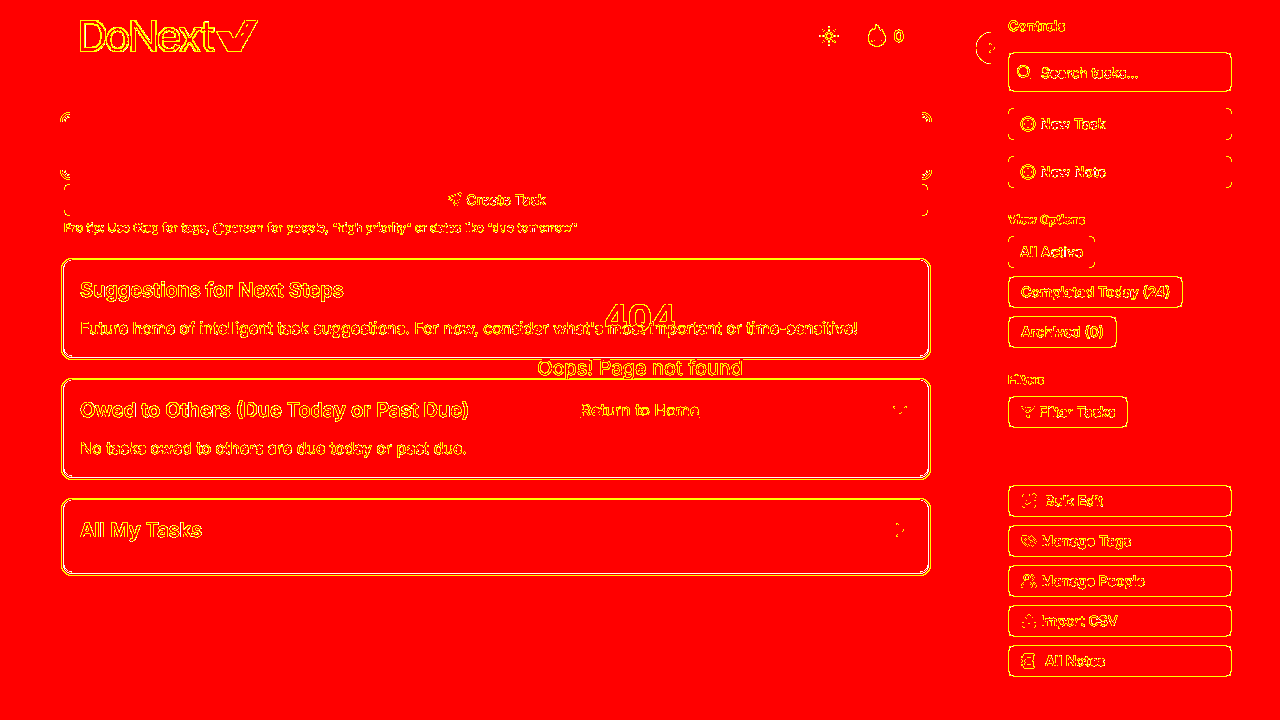 DoNext
0
Create Task
Pro tip: Use #tag for tags, @person for people, "high priority" or dates like "due tomorrow"
Suggestions for Next Steps
Future home of intelligent task suggestions. For now, consider what's most important or time-sensitive!
404
Oops! Page not found
Return to Home
Owed to Others (Due Today or Past Due)
No tasks owed to others are due today or past due.
All My Tasks
Controls
Search tasks...
New Task
New Note
View Options
All Active
Completed Today (24)
Archived (0)
Filters
Filter Tasks
Bulk Edit
Manage Tags
Manage People
Import CSV
All Notes